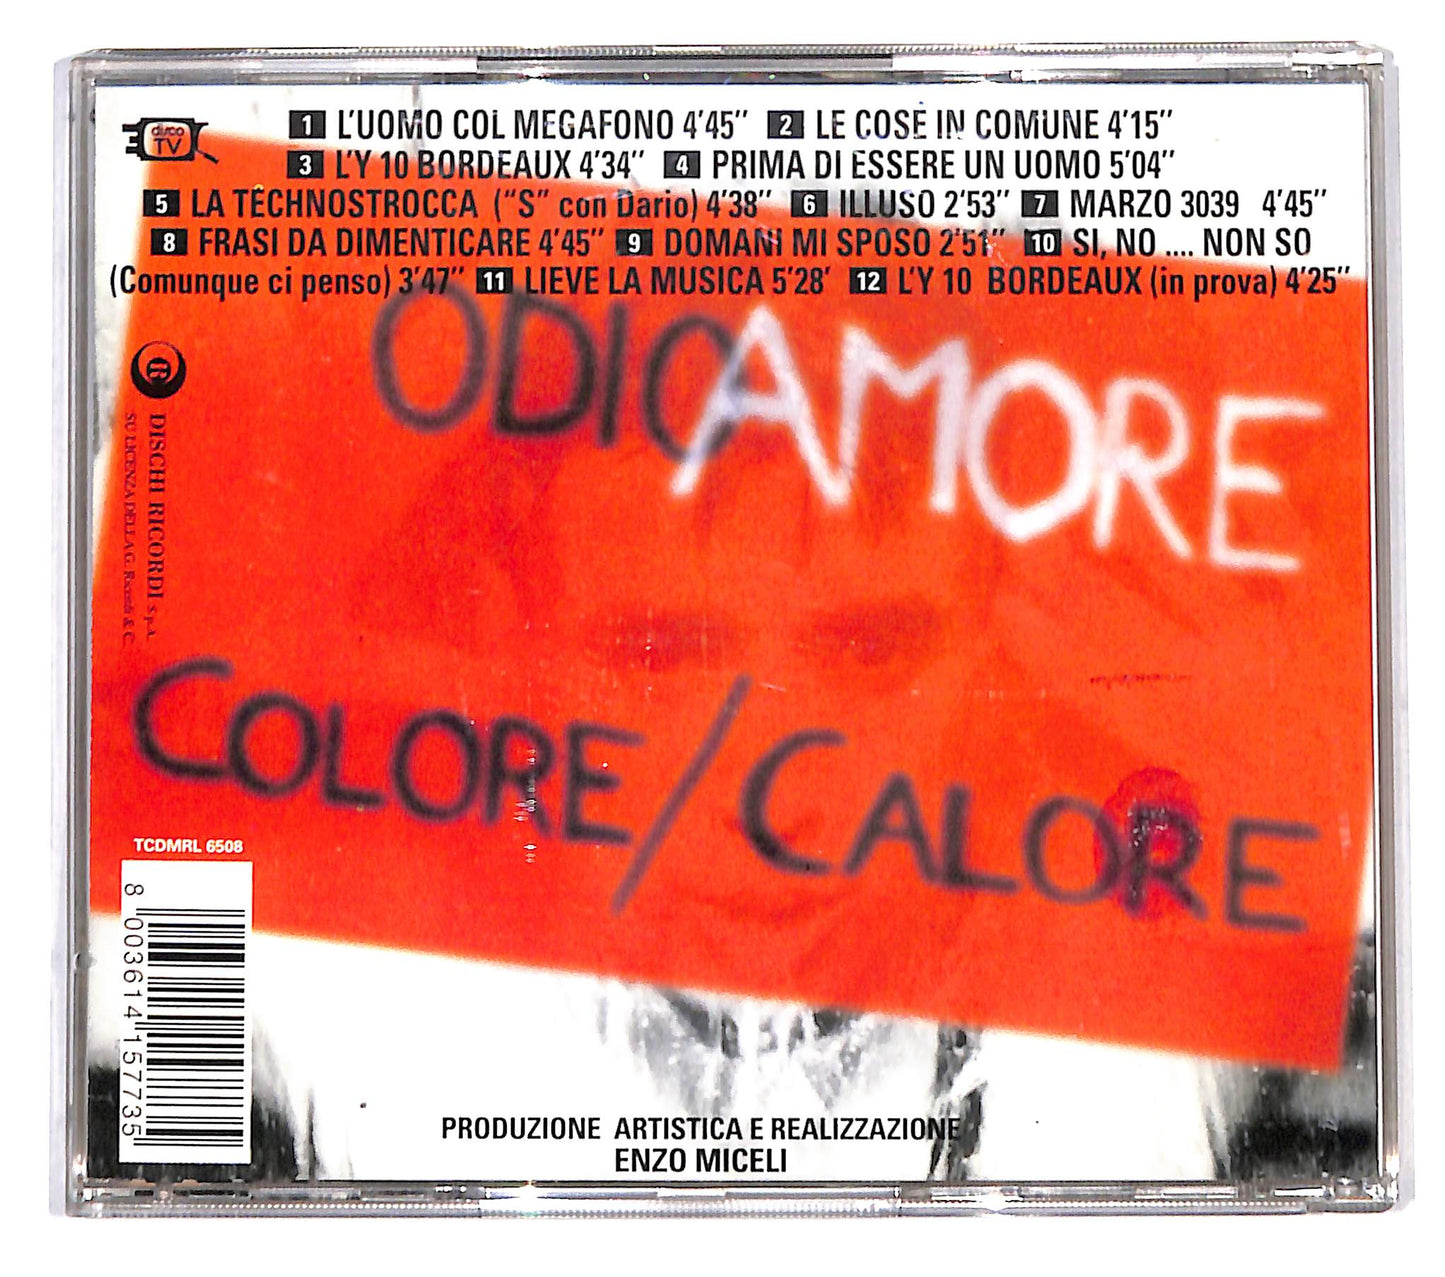 disco
TV
1 L'UOMO COL MEGAFONO 4'45" 2 LE COSE IN COMUNE 4'15"
3 L'Y 10 BORDEAUX 4'34" 4 PRIMA DI ESSERE UN UOMO 5'04"
5 LA TECHNOSTROCCA ("S" con Dario) 4'38" 6 ILLUSO 2'53" 7 MARZO 3039 4'45"
8 FRASI DA DIMENTICARE 4'45" 9 DOMANI MI SPOSO 2'51" 10 SI, NO .... NON SO
(Comunque ci penso) 3'47" 11 LIEVE LA MUSICA 5'28' 12 L'Y 10 BORDEAUX (in prova) 4'25"
ODIO AMORE
R
DISCHI RICORDI S.p.A.
SU LICENZA DELLA G. Ricordi & C.
COLORE/CALORE
TCDMRL 6508
8 003614 157735
PRODUZIONE ARTISTICA E REALIZZAZIONE
ENZO MICELI